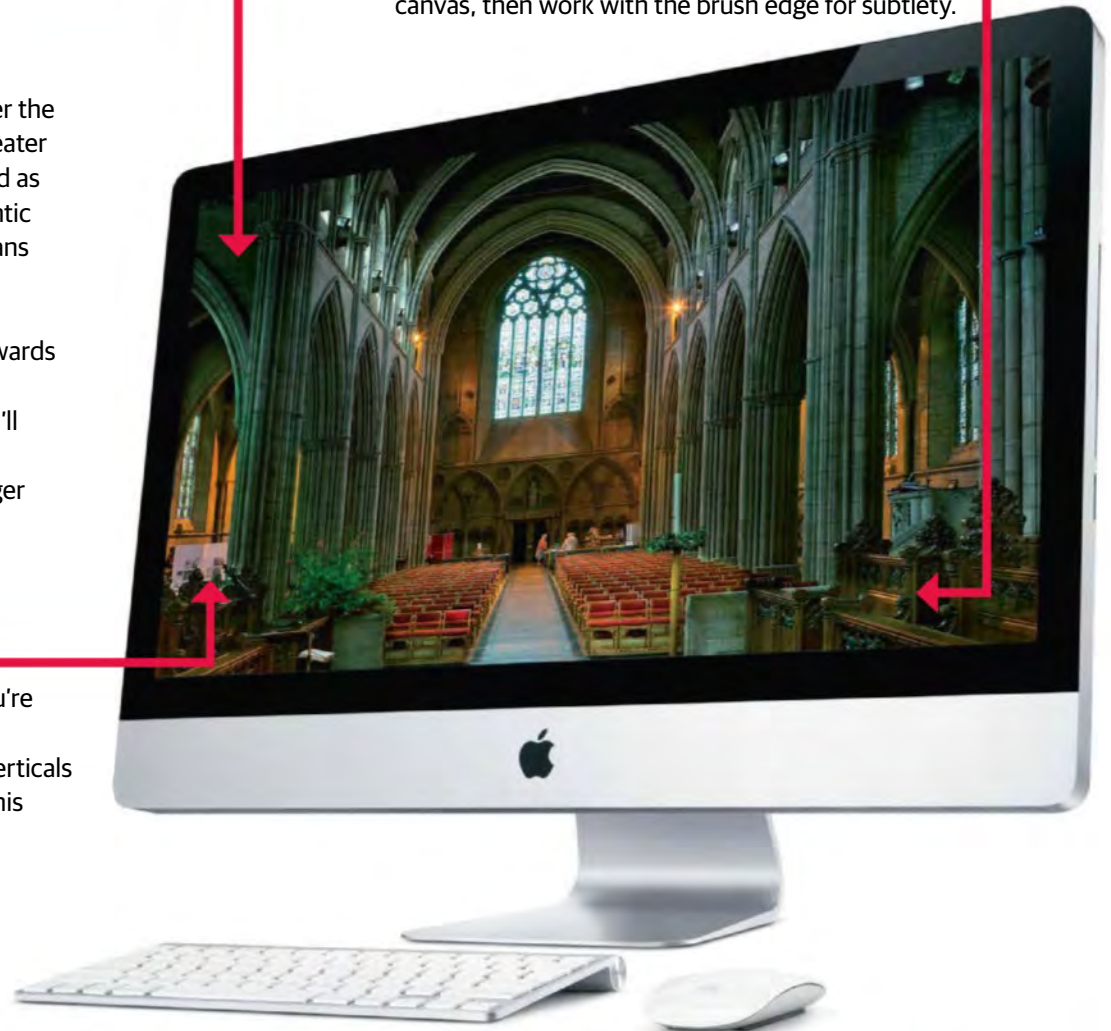 canvas, then work with the brush edge for subtlety.
er the
eater
d as
ntic
ans
wards
'll
ger
u're
erticals
his